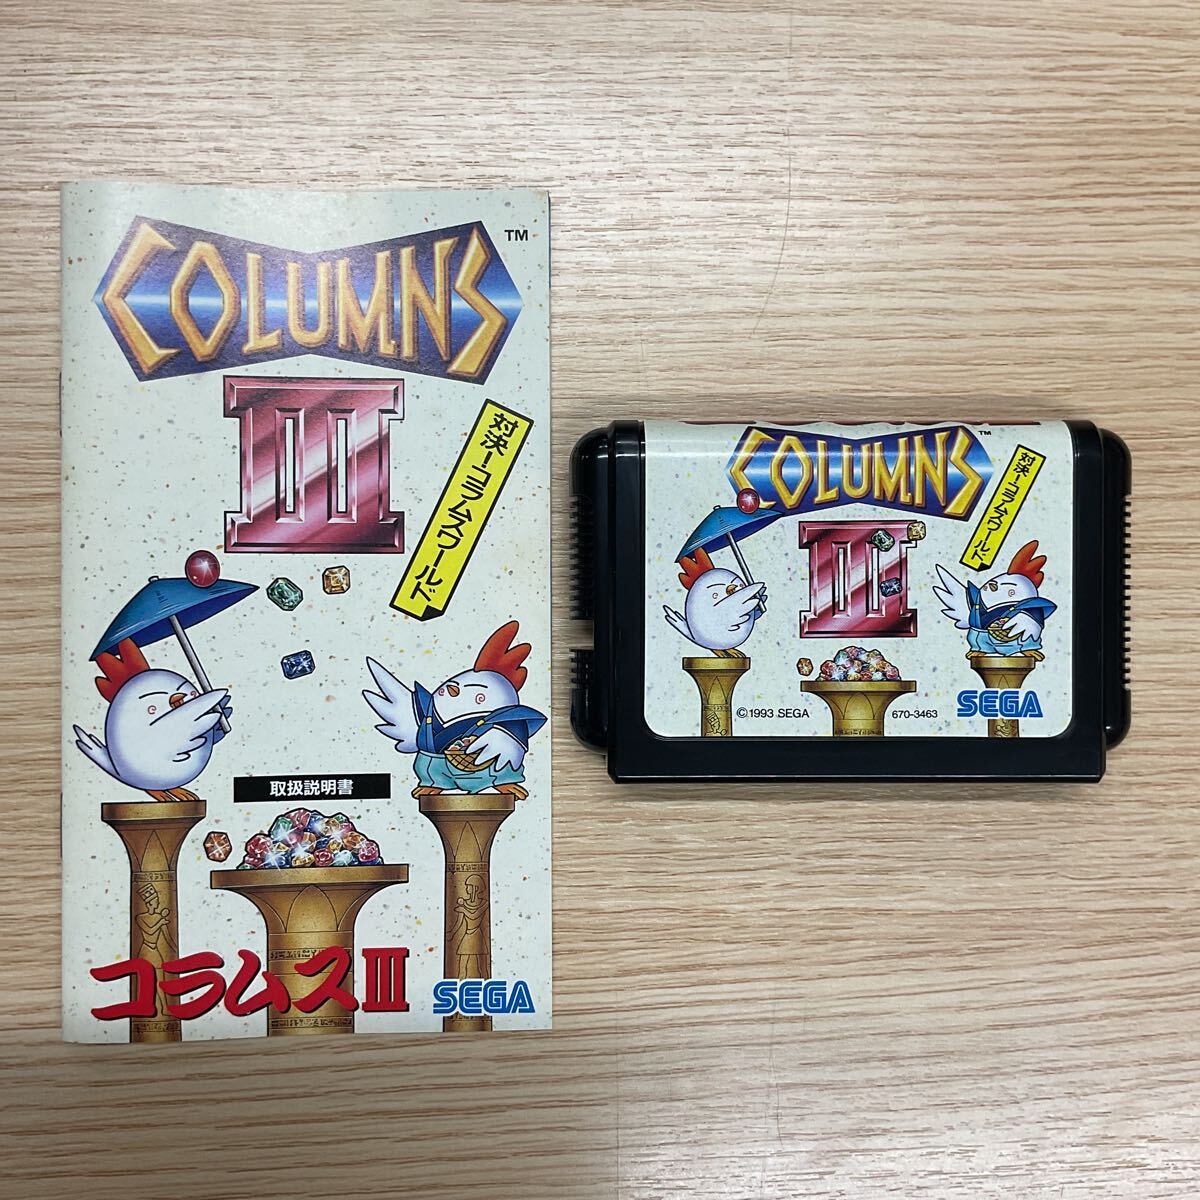 COLUMNS
TM
III
対決!コラムスワールド
取扱説明書
コラムスIII
SEGA
COLUMNS
TM
III
対決!コラムスワールド
©1993 SEGA
670-3463
SEGA